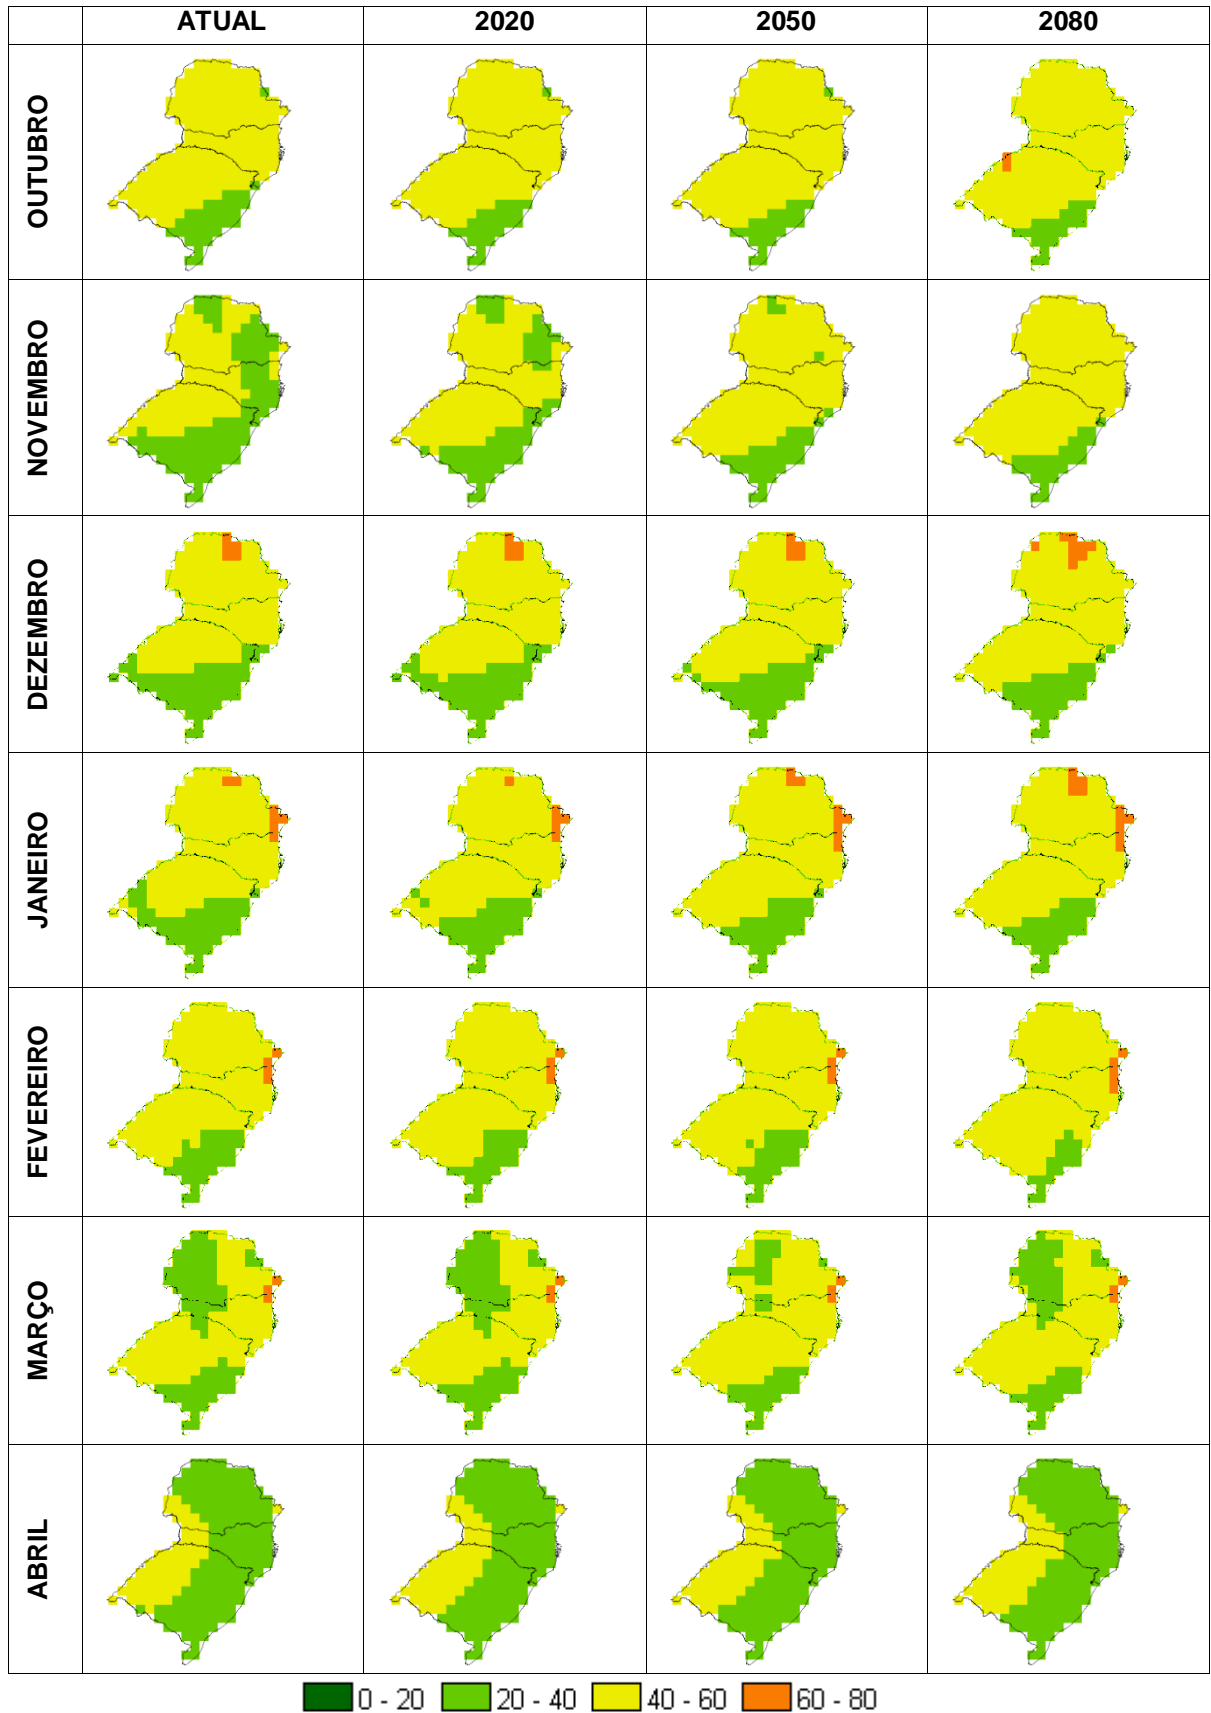 ATUAL 2020 2050 2080
OUTUBRO
NOVEMBRO
DEZEMBRO
JANEIRO
FEVEREIRO
MARÇO
ABRIL
0 - 20 20 - 40 40 - 60 60 - 80